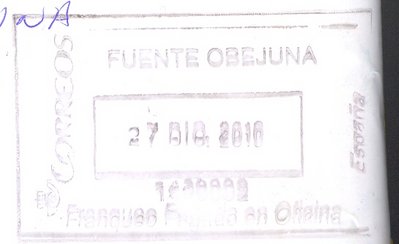 CORREOS
FUENTE OBEJUNA
27 DIC. 2016
Franqueo Pagado en Oficina
España